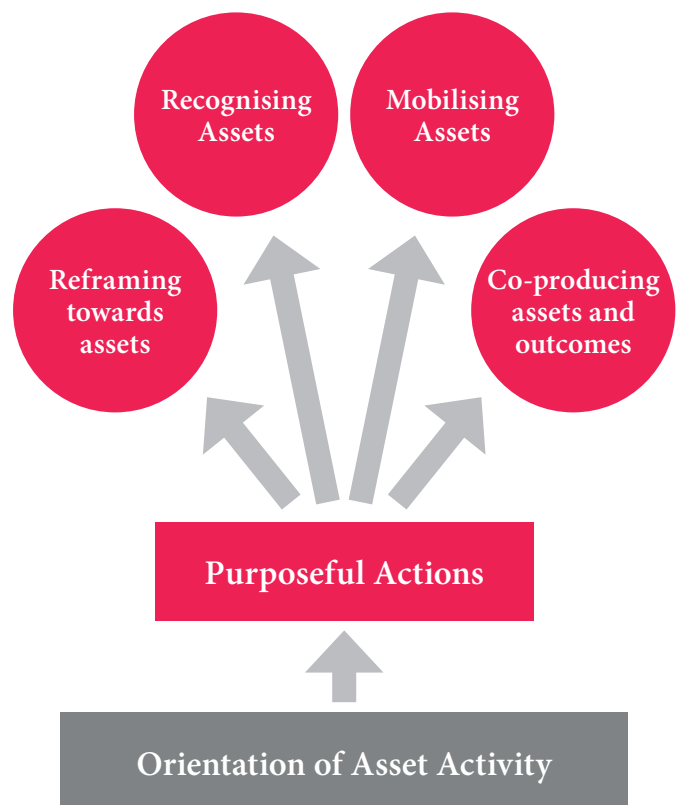 Recognising
Assets
Mobilising
Assets
Reframing
towards
assets
Co-producing
assets and
outcomes
Purposeful Actions
Orientation of Asset Activity